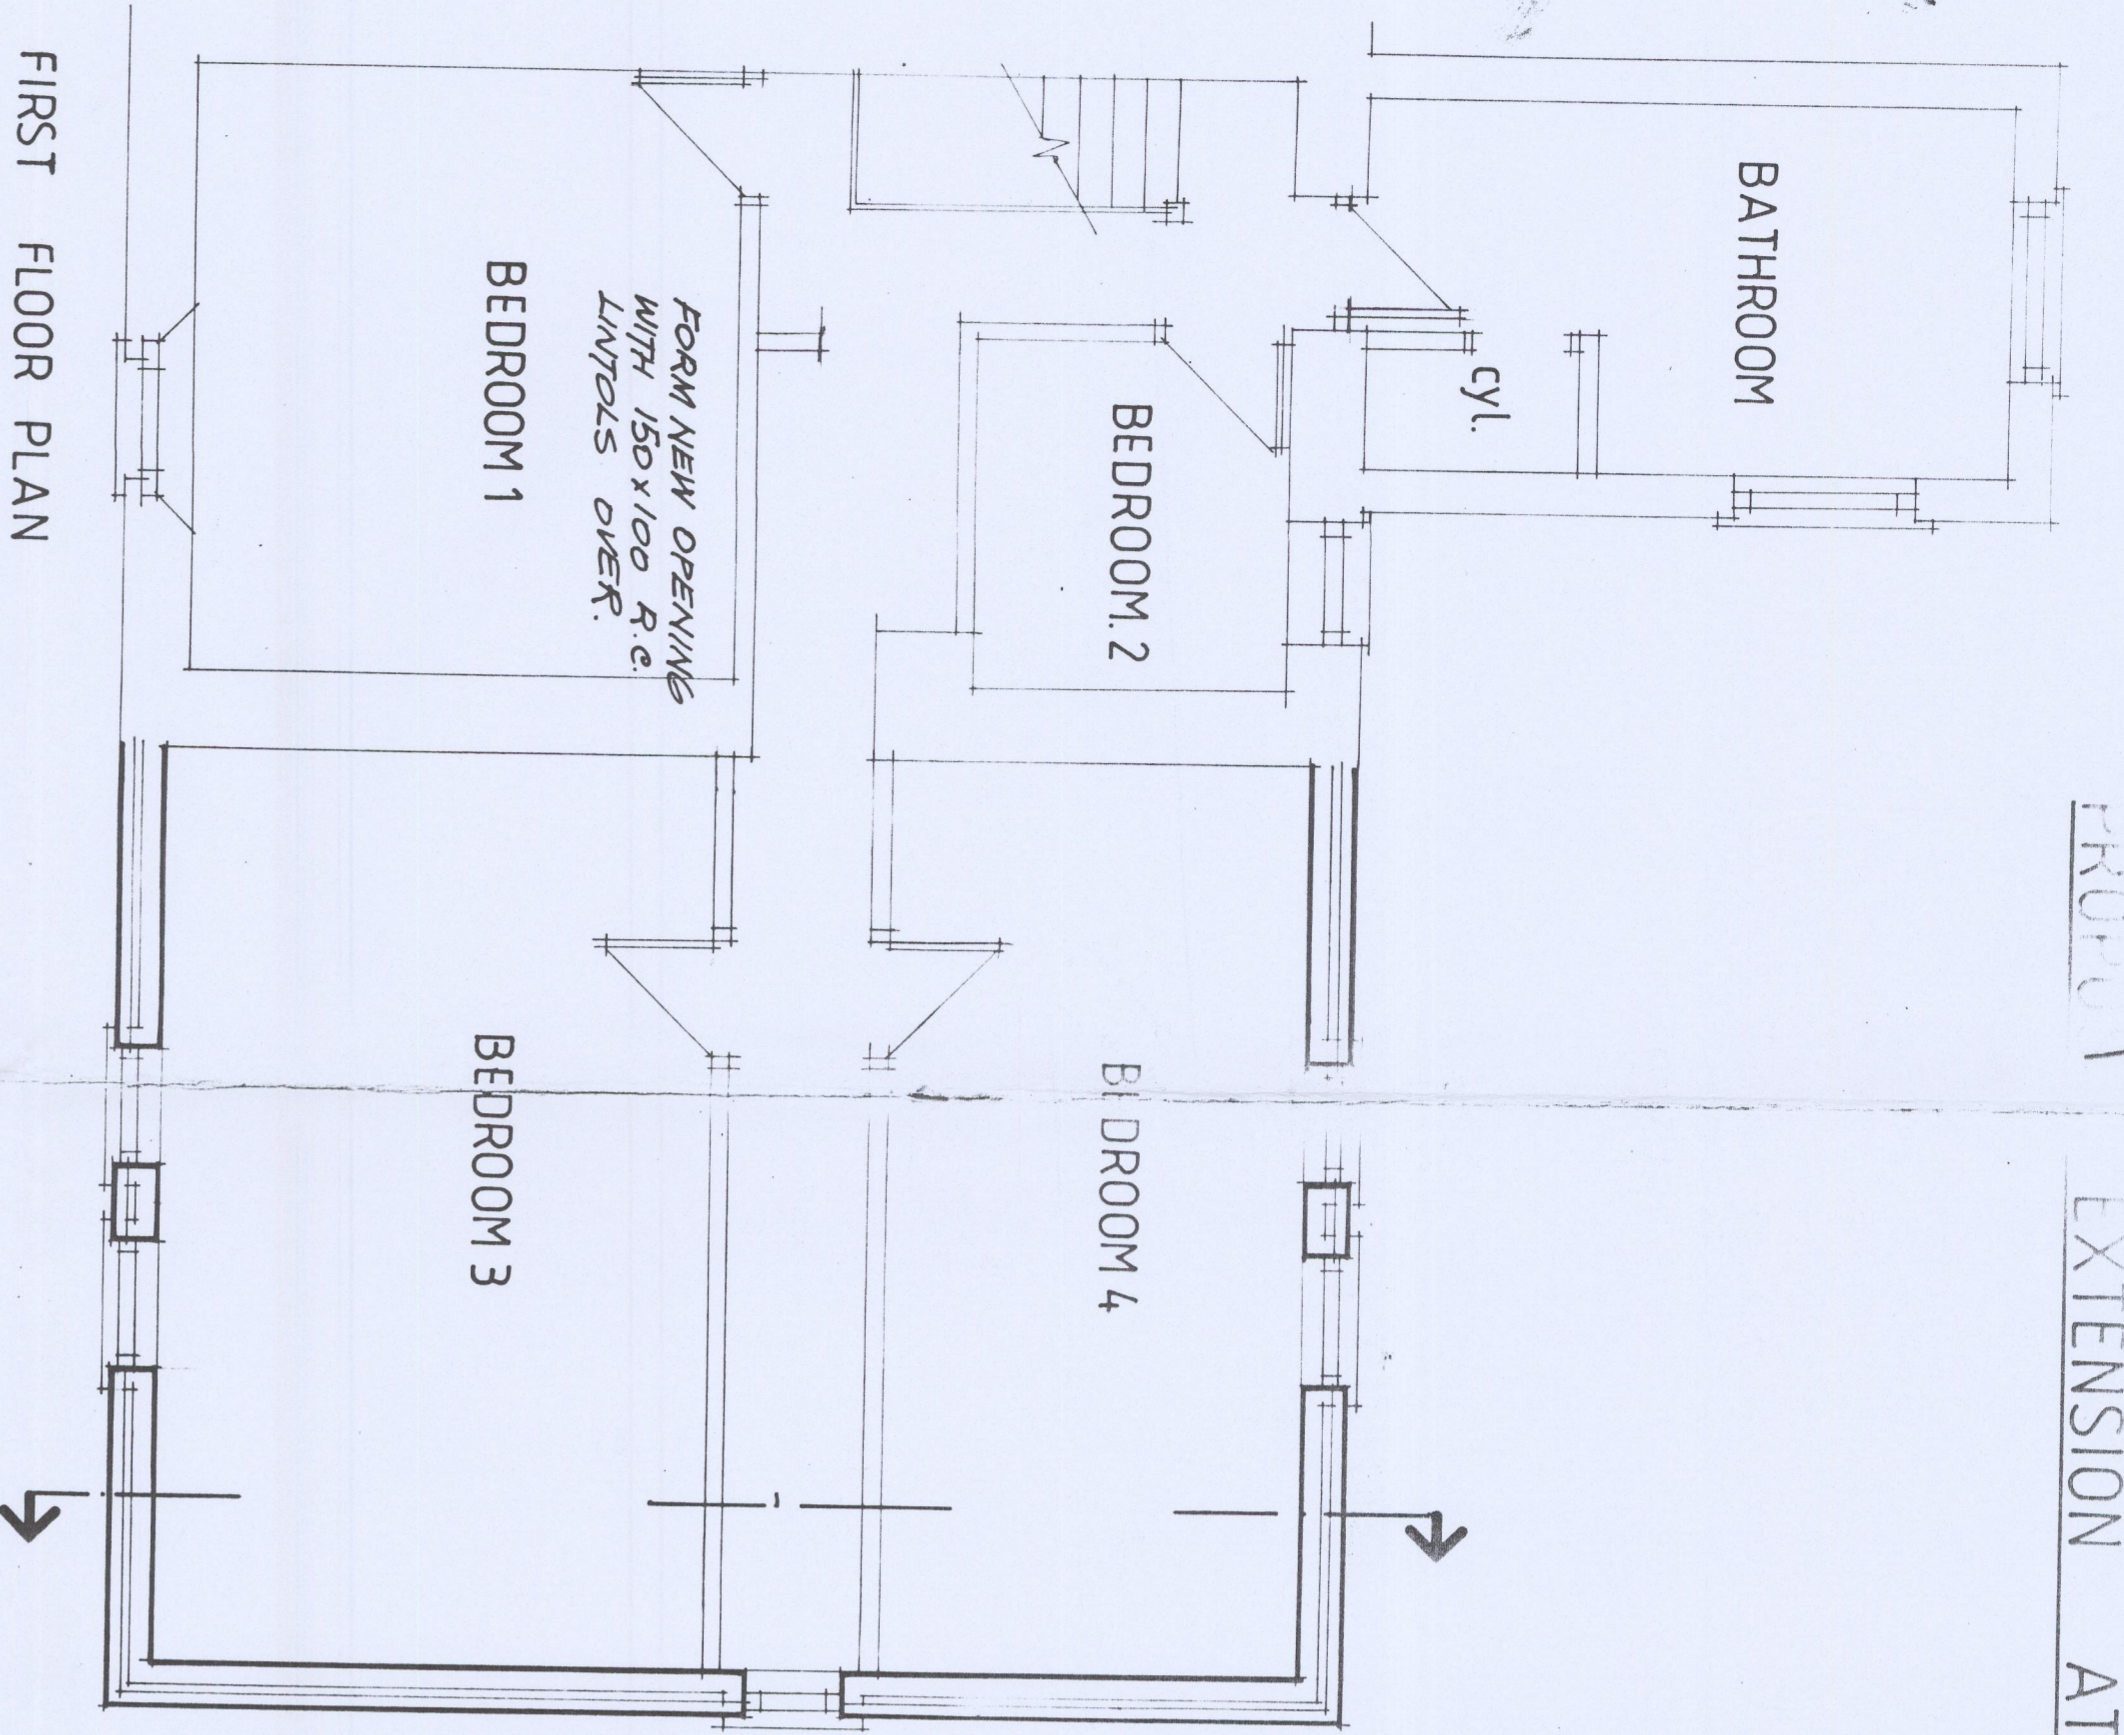 EXTENSION AT
BATHROOM
cyl.
BEDROOM.2
BEDROOM 4
FORM NEW OPENING
WITH 150x100 R.C.
LINTOLS OVER.
BEDROOM 1
BEDROOM 3
FIRST FLOOR PLAN